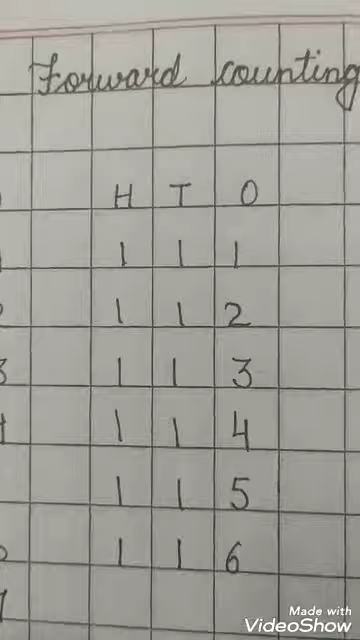 Forward counting
H T O
1 1 1
1 1 2
3 1 1 3
1 1 4
1 1 5
1 1 6
Made with
VideoShow